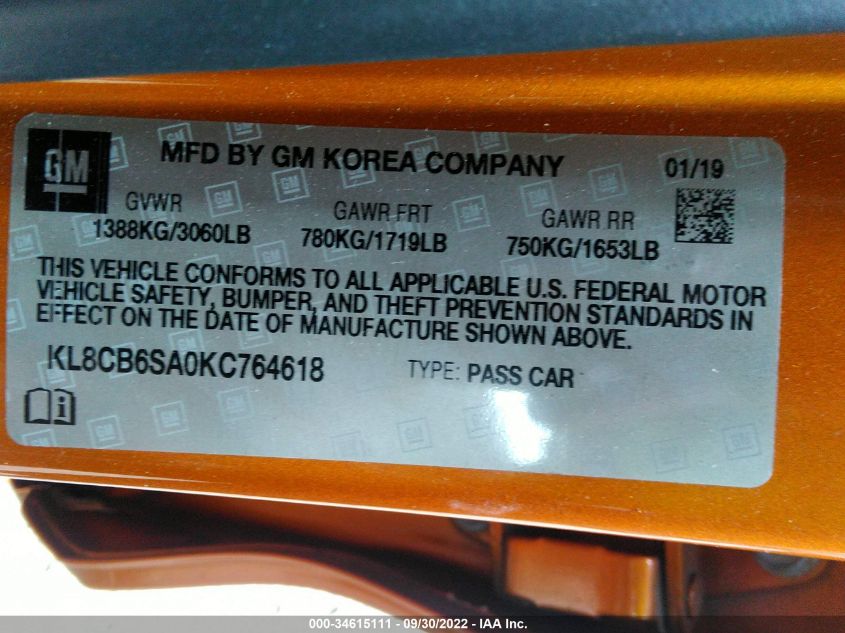 GM
MFD BY GM KOREA COMPANY 01/19
GVWR GAWR FRT GAWR RR
1388KG/3060LB 780KG/1719LB 750KG/1653LB
THIS VEHICLE CONFORMS TO ALL APPLICABLE U.S. FEDERAL MOTOR
VEHICLE SAFETY, BUMPER, AND THEFT PREVENTION STANDARDS IN
EFFECT ON THE DATE OF MANUFACTURE SHOWN ABOVE.
KL8CB6SA0KC764618 TYPE: PASS CAR
000-34615111 - 09/30/2022 - IAA Inc.